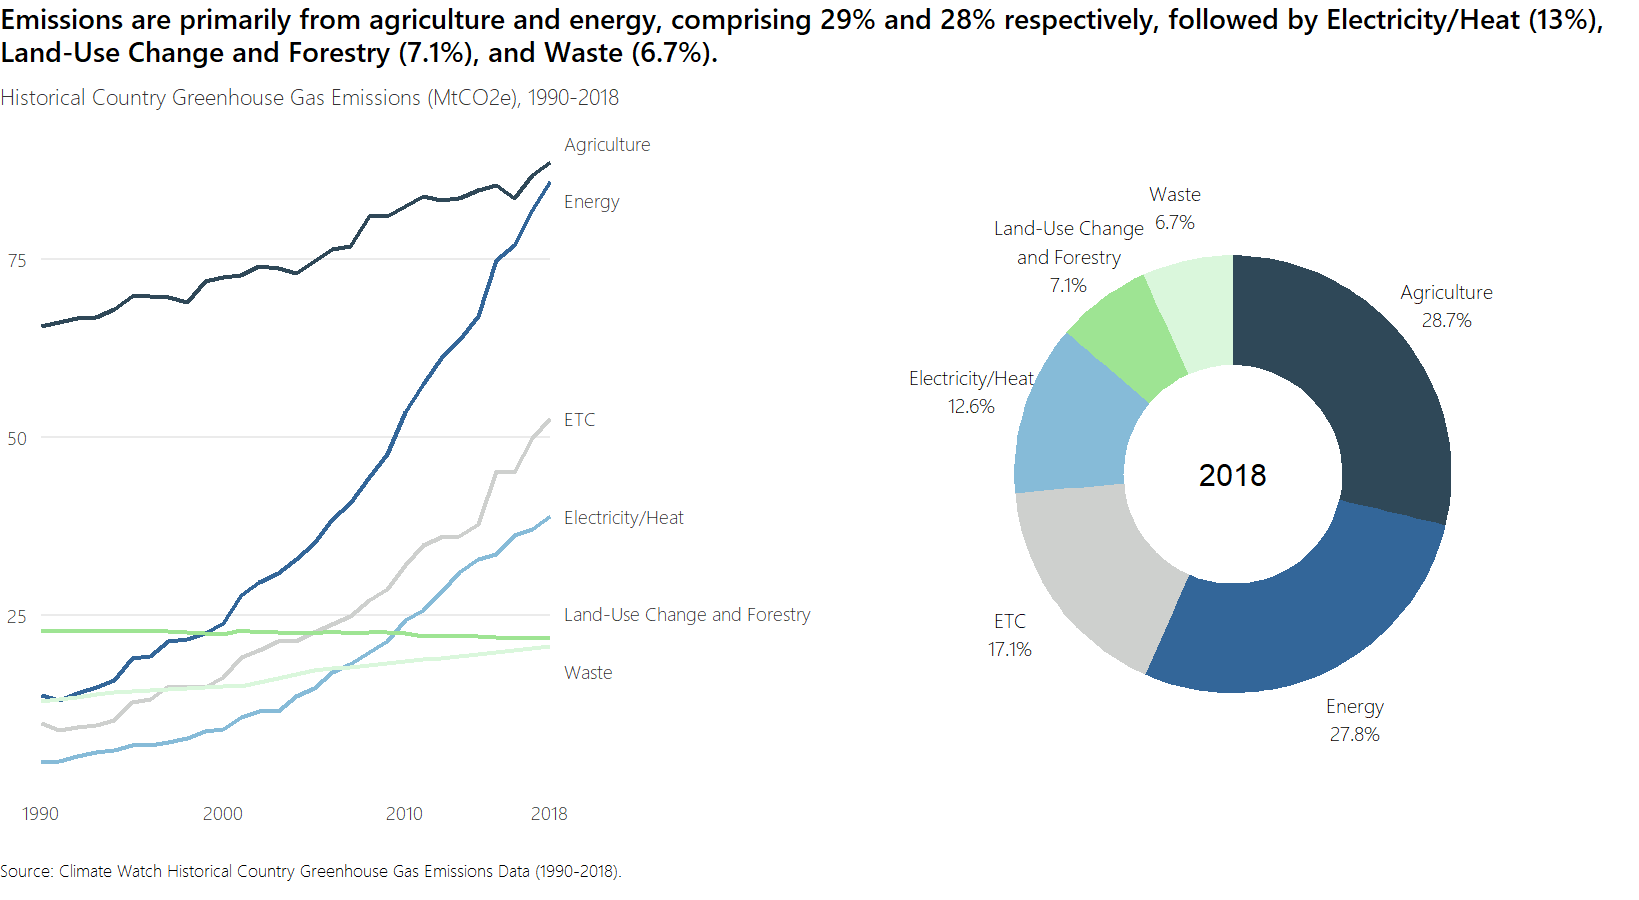 Emissions are primarily from agriculture and energy, comprising 29% and 28% respectively, followed by Electricity/Heat (13%),
Land-Use Change and Forestry (7.1%), and Waste (6.7%).
Historical Country Greenhouse Gas Emissions (MtCO2e), 1990-2018
Agriculture
Energy
75
ETC
50
Electricity/Heat
25
Land-Use Change and Forestry
Waste
1990
2000
2010
2018
Waste
6.7%
Land-Use Change
and Forestry
7.1%
Agriculture
28.7%
Electricity/Heat
12.6%
2018
ETC
17.1%
Energy
27.8%
Source: Climate Watch Historical Country Greenhouse Gas Emissions Data (1990-2018).